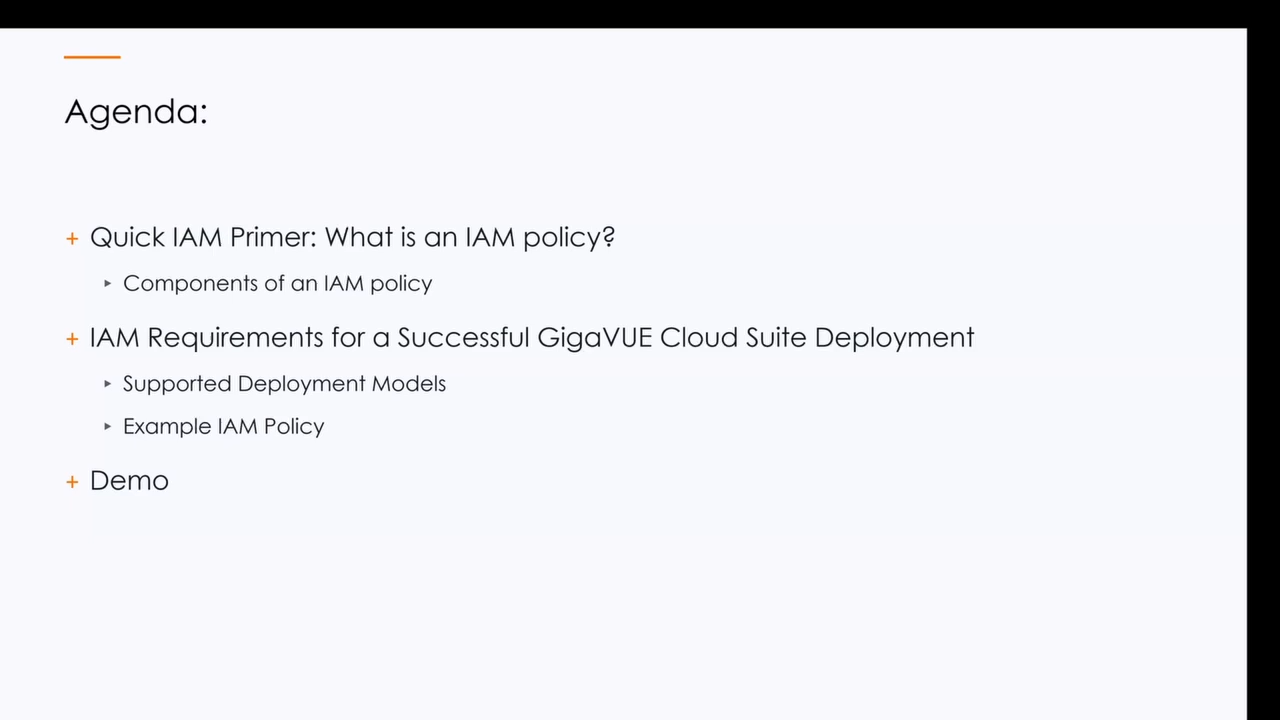 Agenda:
+ Quick IAM Primer: What is an IAM policy?
Components of an IAM policy
+ IAM Requirements for a Successful GigaVUE Cloud Suite Deployment
Supported Deployment Models
Example IAM Policy
+ Demo